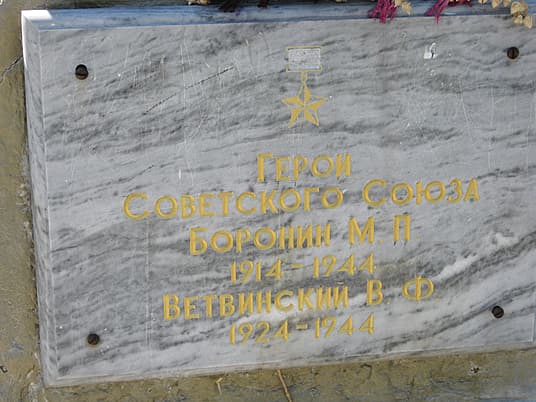 Герои
Советского Союза
Боронин М. П
1914 - 1944
Ветвинский В. Ф.
1924 - 1944